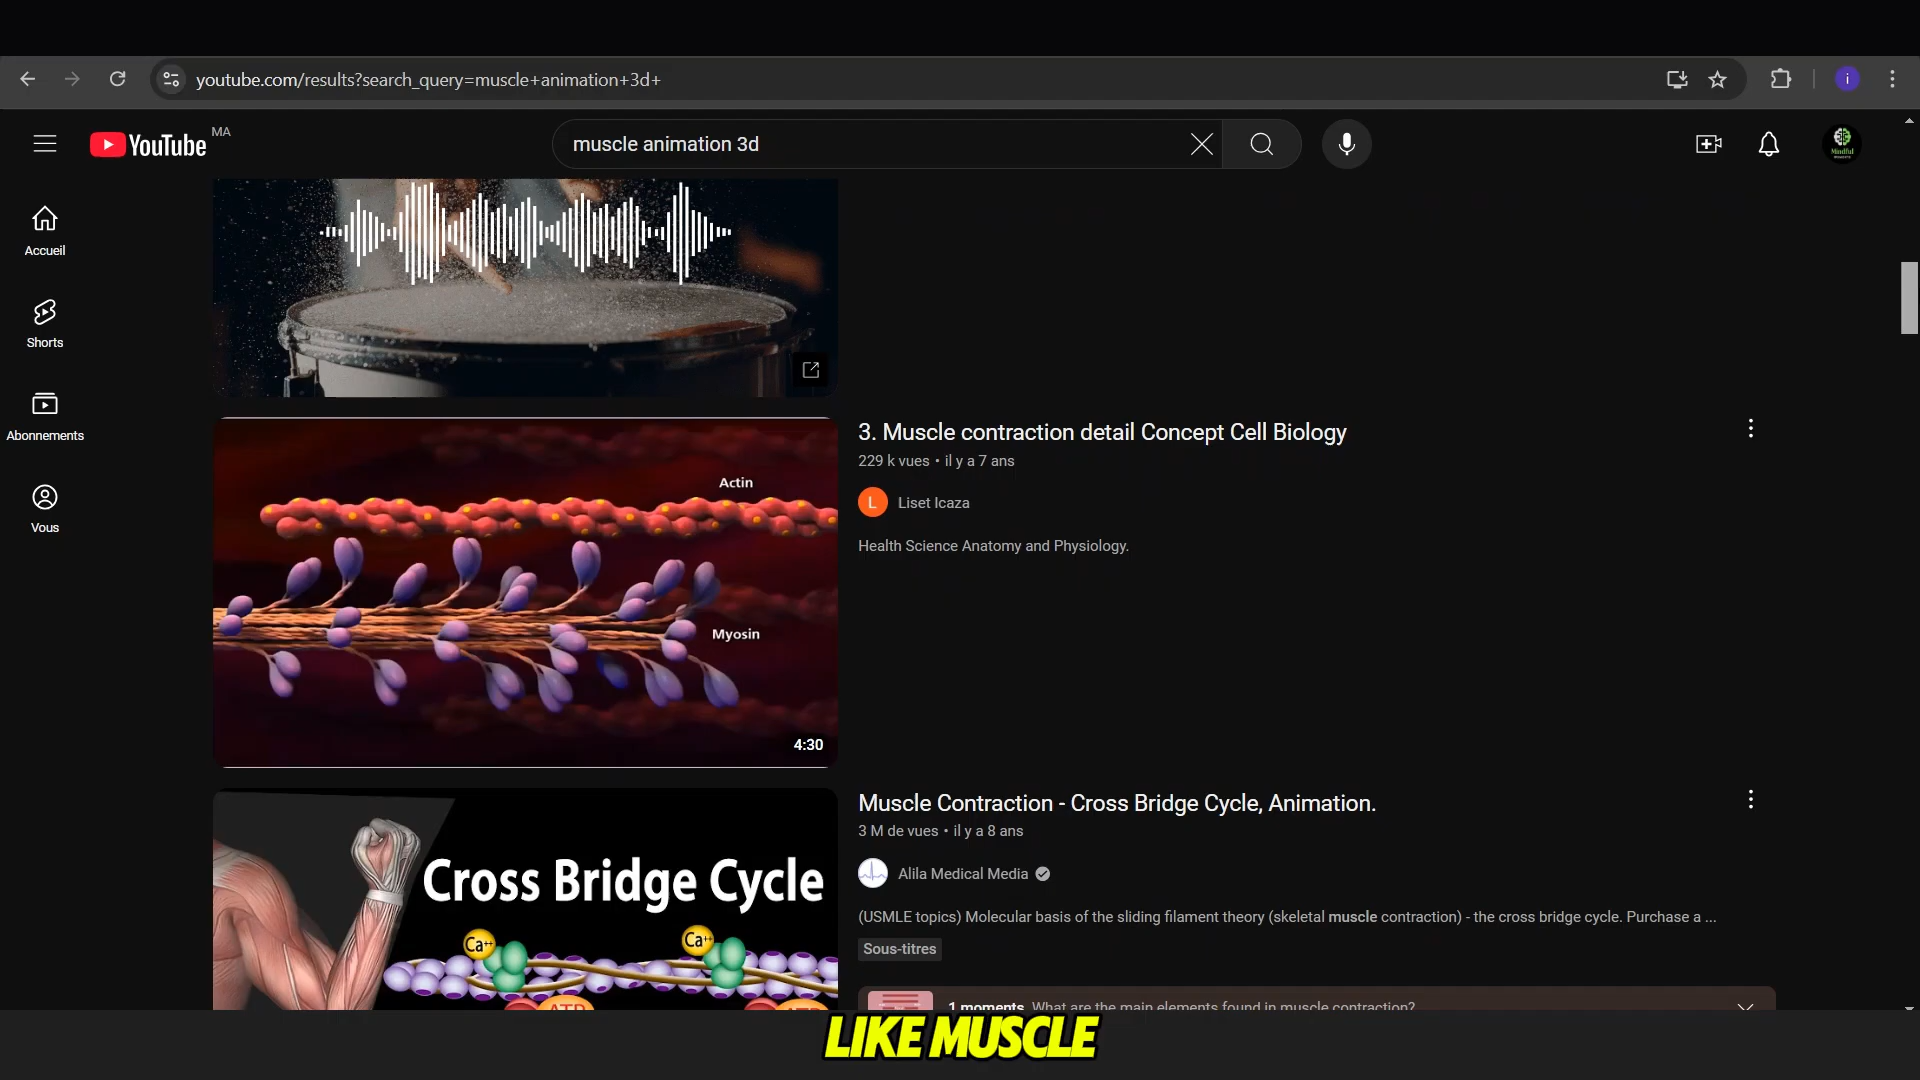 youtube.com/results?search_query=muscle+animation+3d+
i
YouTube MA
muscle animation 3d
Mindful
Accueil
Shorts
Abonnements
Vous
Actin
Myosin
4:30
3. Muscle contraction detail Concept Cell Biology
229 k vues • il y a 7 ans
L Liset Icaza
Health Science Anatomy and Physiology.
Cross Bridge Cycle
Ca++
Ca++
ATP
Muscle Contraction - Cross Bridge Cycle, Animation.
3 M de vues • il y a 8 ans
Alila Medical Media
(USMLE topics) Molecular basis of the sliding filament theory (skeletal muscle contraction) - the cross bridge cycle. Purchase a ...
Sous-titres
1 moments What are the main elements found in muscle contraction?
LIKE MUSCLE